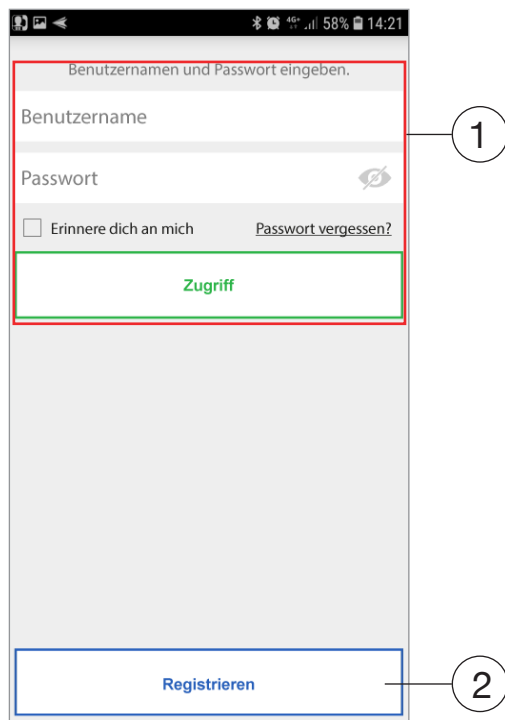 4G+ 58% 14:21
Benutzernamen und Passwort eingeben.
Benutzername
1
Passwort
Erinnere dich an mich Passwort vergessen?
Zugriff
Registrieren
2